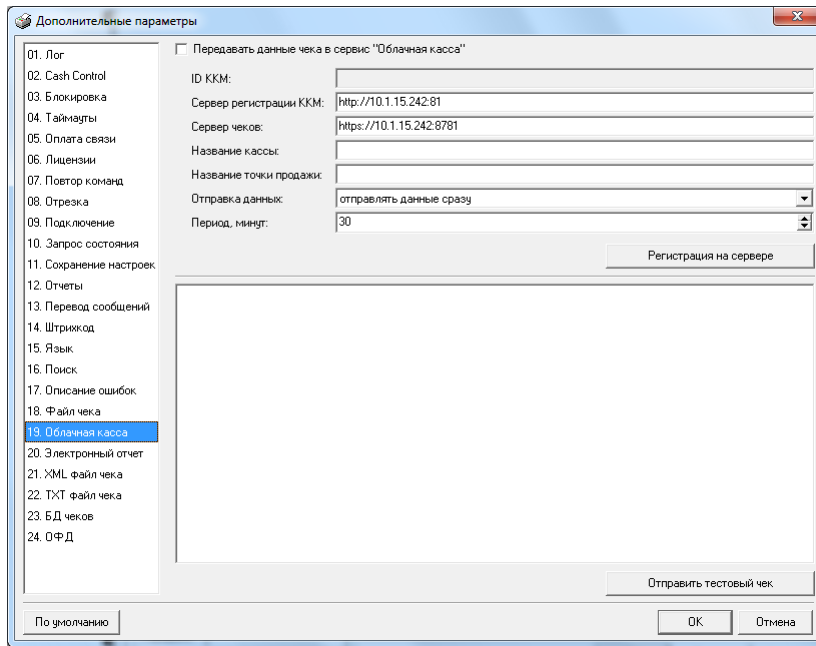 Дополнительные параметры
01. Лог
02. Cash Control
03. Блокировка
04. Таймауты
05. Оплата связи
06. Лицензии
07. Повтор команд
08. Отрезка
09. Подключение
10. Запрос состояния
11. Сохранение настроек
12. Отчеты
13. Перевод сообщений
14. Штрихкод
15. Язык
16. Поиск
17. Описание ошибок
18. Файл чека
19. Облачная касса
20. Электронный отчет
21. XML файл чека
22. TXT файл чека
23. БД чеков
24. ОФД
Передавать данные чека в сервис "Облачная касса"
ID ККМ:
Сервер регистрации ККМ: http://10.1.15.242:81
Сервер чеков: https://10.1.15.242:8781
Название кассы:
Название точки продажи:
Отправка данных: отправлять данные сразу
Период, минут: 30
Регистрация на сервере
Отправить тестовый чек
По умолчанию OK Отмена